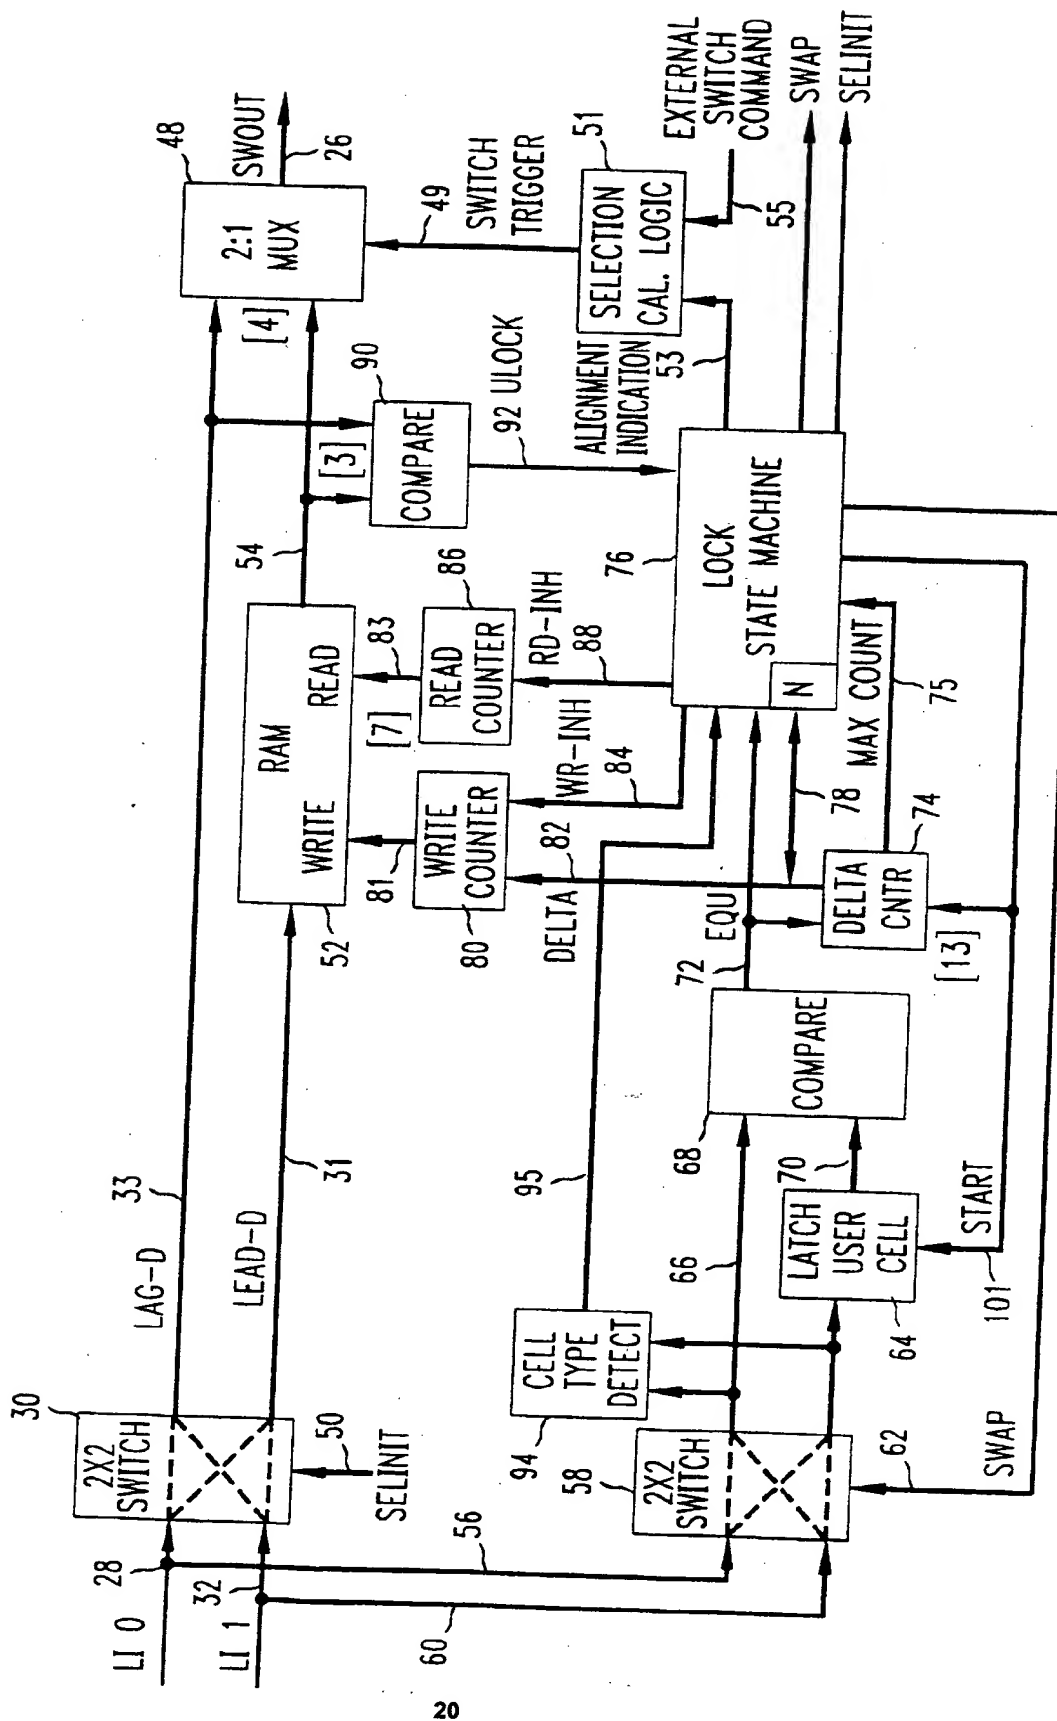 LI 0
28
LI 1
32
60
56
30
2X2
SWITCH
50
SELINIT
LAG-D
33
LEAD-D
31
52
RAM
WRITE
READ
54
[3]
[4]
90
COMPARE
92 ULOCK
48
2:1
MUX
SWOUT
26
49
SWITCH
TRIGGER
51
SELECTION
CAL. LOGIC
EXTERNAL
SWITCH
COMMAND
55
ALIGNMENT
INDICATION
53
SWAP
SELINIT
81
83
[7]
80
WRITE
COUNTER
86
READ
COUNTER
DELTA
82
WR-INH
84
RD-INH
88
76
LOCK
STATE MACHINE
N
94
CELL
TYPE
DETECT
95
58
2X2
SWITCH
62
SWAP
66
64
LATCH
USER
CELL
70
101
START
68
COMPARE
72
EQU
DELTA
CNTR
74
[13]
78
MAX COUNT
75
20